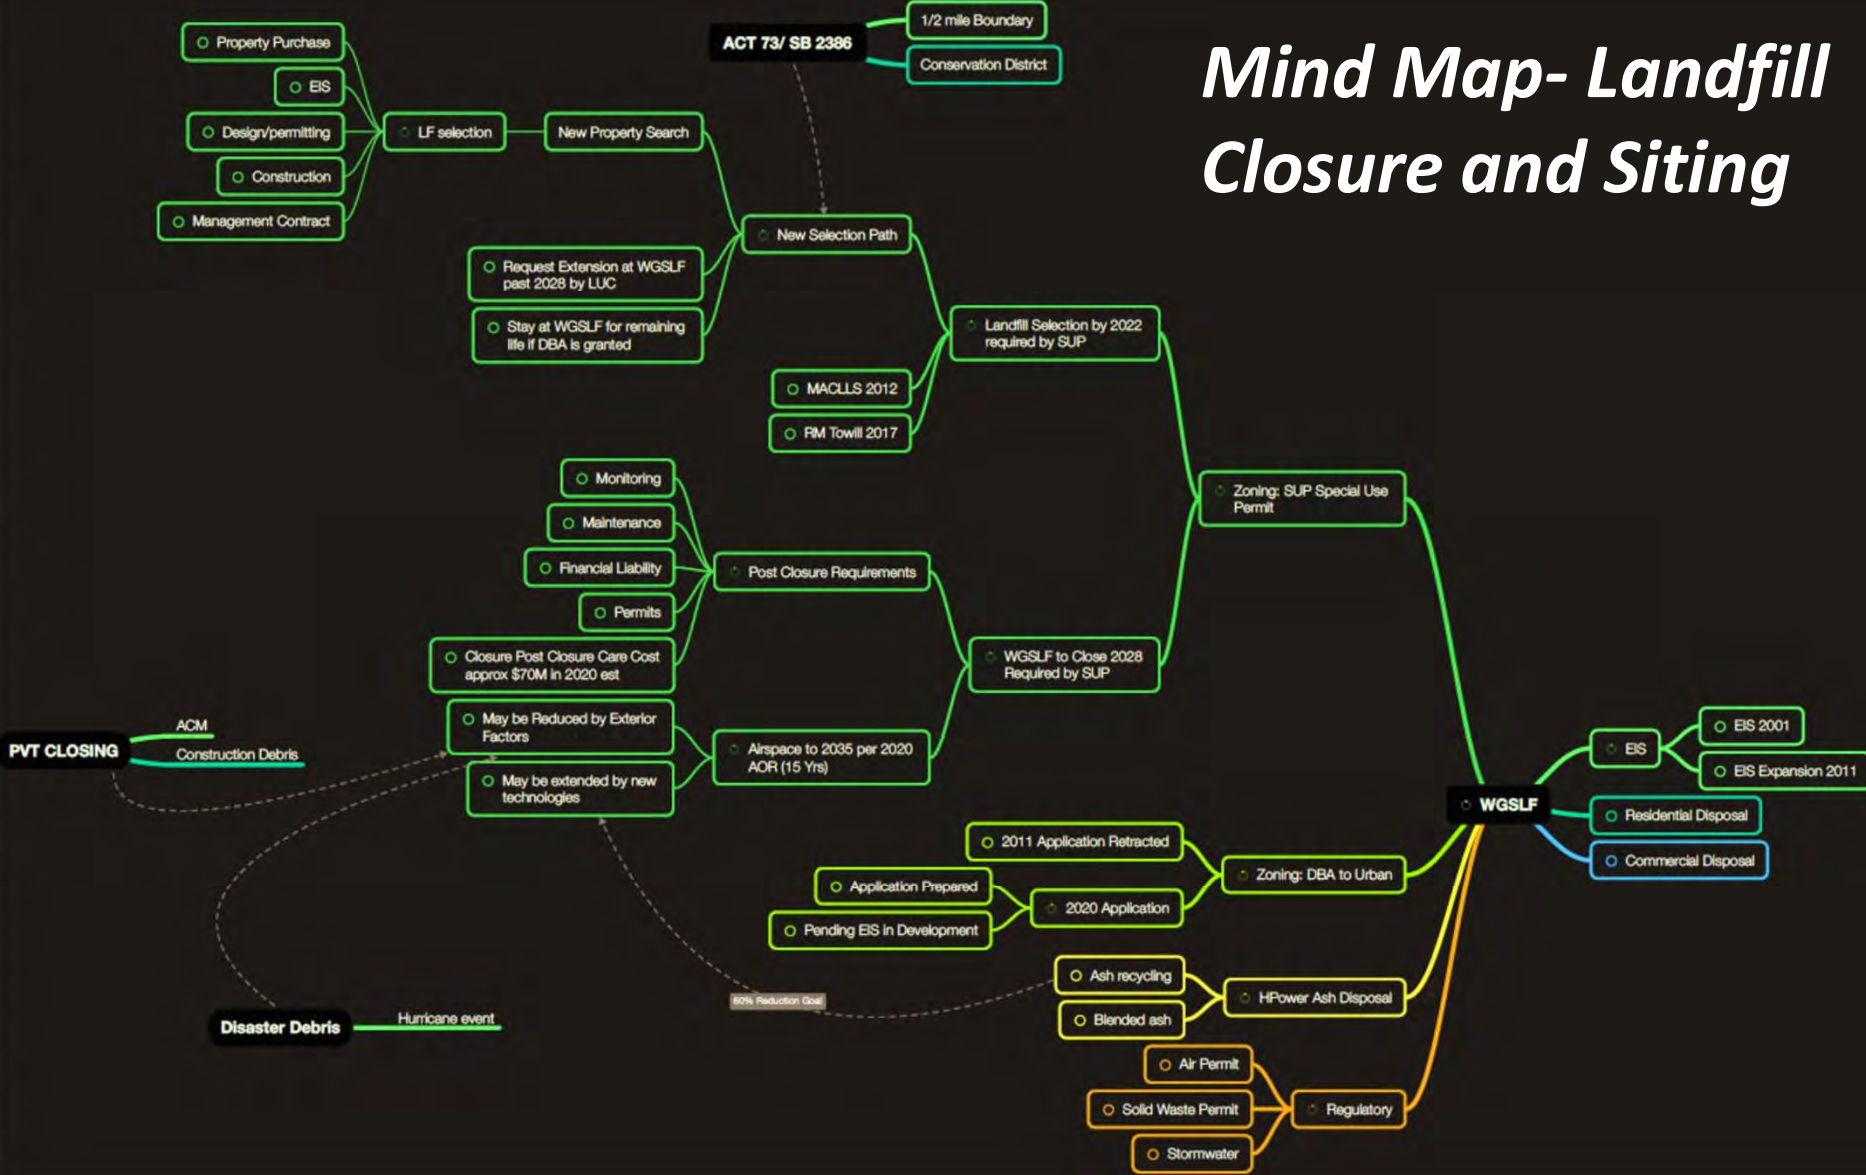 Mind Map- Landfill
Closure and Siting
ACT 73/ SB 2386
1/2 mile Boundary
Conservation District
Property Purchase
EIS
Design/permitting
Construction
Management Contract
LF selection
New Property Search
New Selection Path
Request Extension at WGSLF
past 2028 by LUC
Stay at WGSLF for remaining
life if DBA is granted
Landfill Selection by 2022
required by SUP
MACLLS 2012
RM Towill 2017
Zoning: SUP Special Use
Permit
Monitoring
Maintenance
Financial Liability
Permits
Closure Post Closure Care Cost
approx $70M in 2020 est
Post Closure Requirements
WGSLF to Close 2028
Required by SUP
May be Reduced by Exterior
Factors
May be extended by new
technologies
Airspace to 2035 per 2020
AOR (15 Yrs)
PVT CLOSING
ACM
Construction Debris
WGSLF
EIS
EIS 2001
EIS Expansion 2011
Residential Disposal
Commercial Disposal
2011 Application Retracted
Application Prepared
Pending EIS in Development
2020 Application
Zoning: DBA to Urban
Ash recycling
Blended ash
HPower Ash Disposal
60% Reduction Goal
Disaster Debris
Hurricane event
Air Permit
Solid Waste Permit
Stormwater
Regulatory